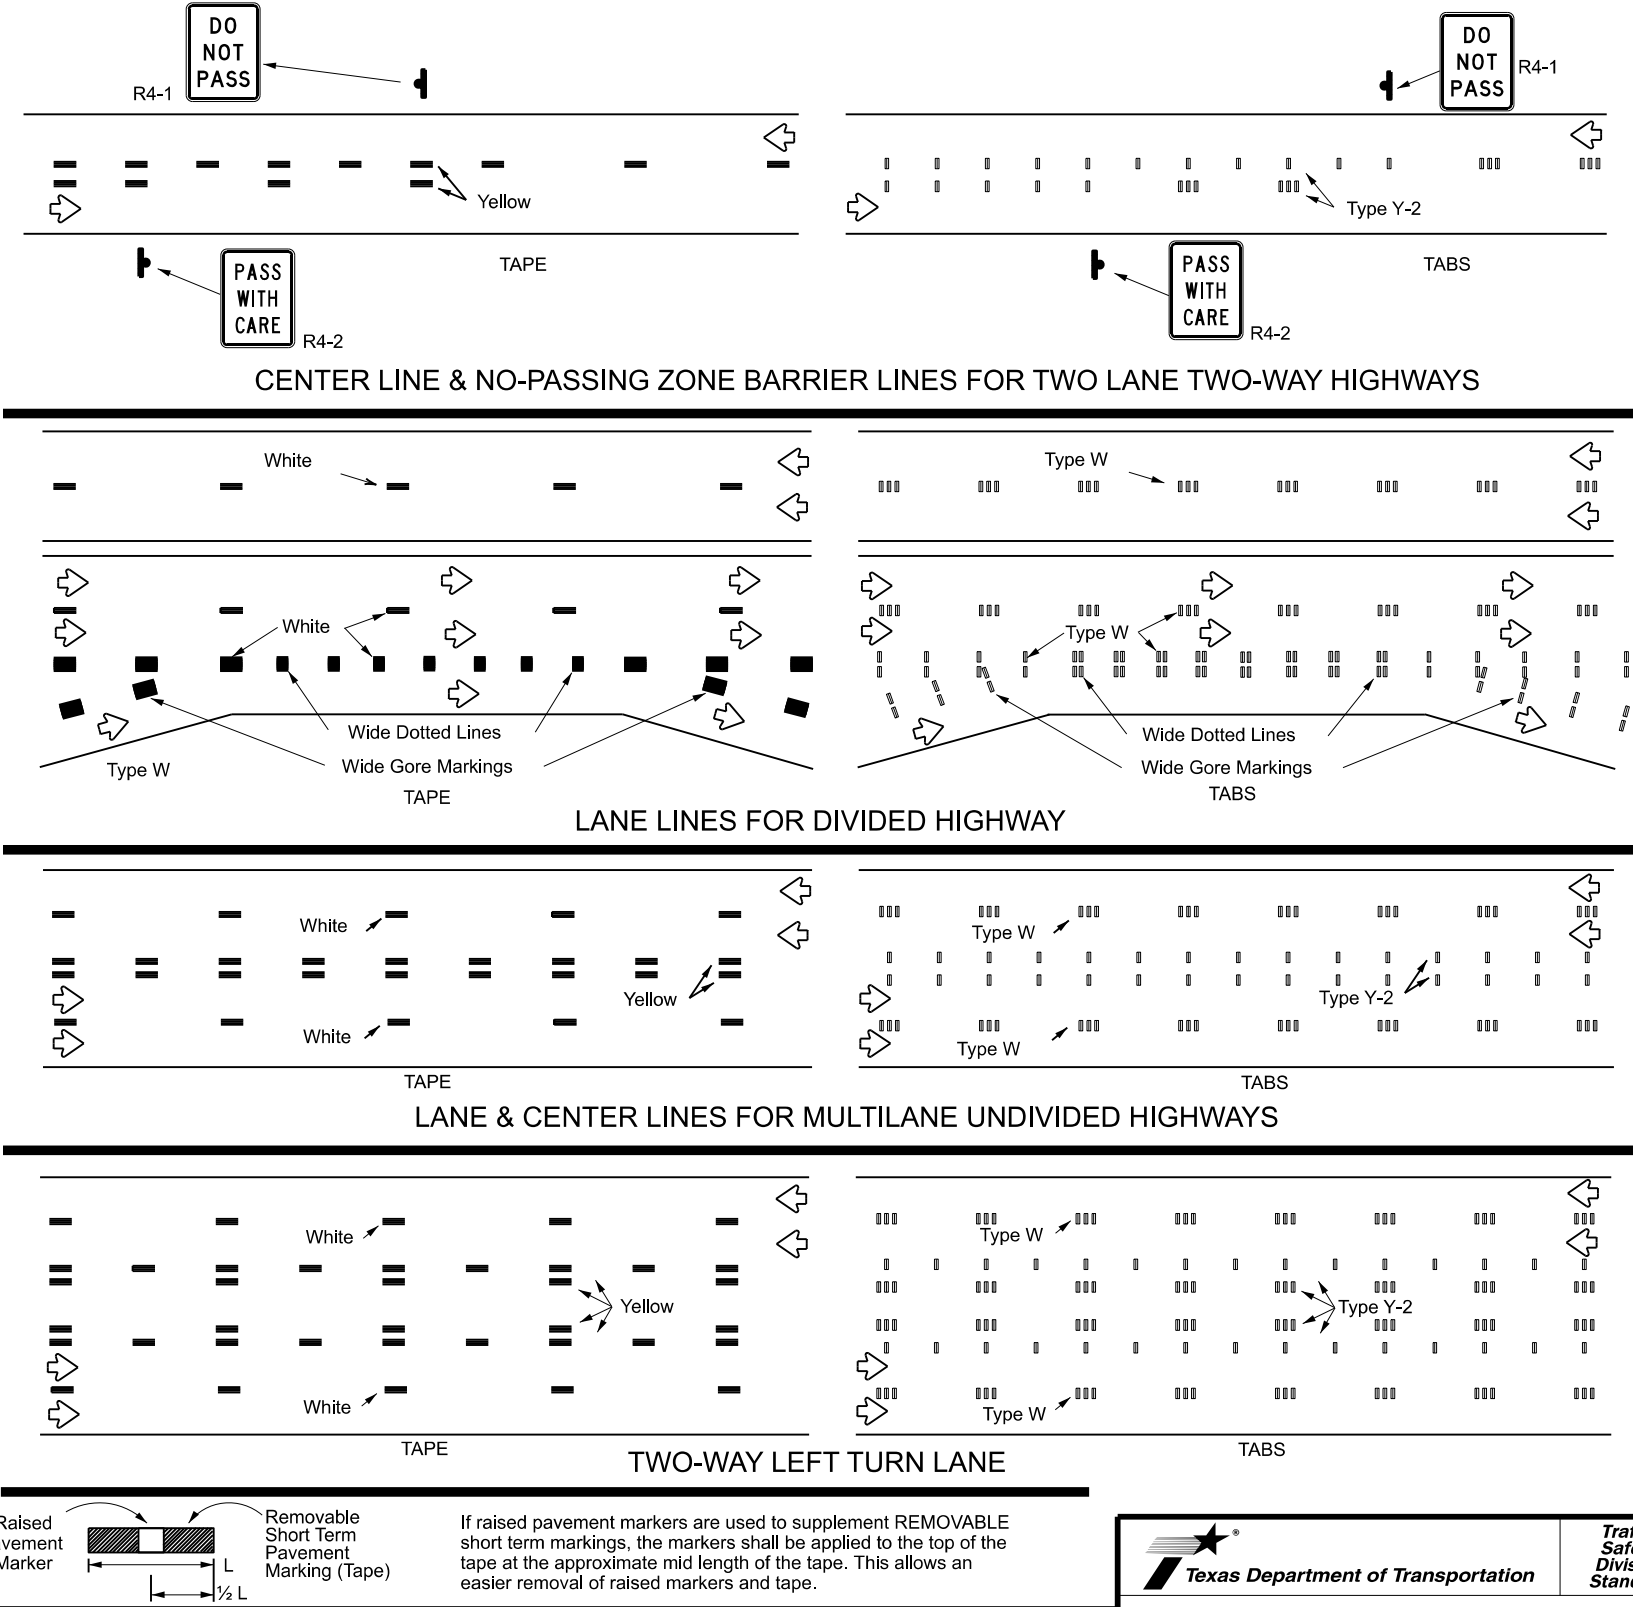 DO
NOT
PASS
R4-1
Yellow
PASS
WITH
CARE
R4-2
TAPE
DO
NOT
PASS
R4-1
Type Y-2
PASS
WITH
CARE
R4-2
TABS
CENTER LINE & NO-PASSING ZONE BARRIER LINES FOR TWO LANE TWO-WAY HIGHWAYS
White
Type W
White
Wide Dotted Lines
Wide Gore Markings
Type W
TAPE
Type W
Wide Dotted Lines
Wide Gore Markings
TABS
LANE LINES FOR DIVIDED HIGHWAY
White
Yellow
White
TAPE
Type W
Type Y-2
Type W
TABS
LANE & CENTER LINES FOR MULTILANE UNDIVIDED HIGHWAYS
White
Yellow
White
TAPE
Type W
Type Y-2
Type W
TABS
TWO-WAY LEFT TURN LANE
Raised
Marker
Removable
Short Term
Pavement
Marking (Tape)
L
½ L
If raised pavement markers are used to supplement REMOVABLE
short term markings, the markers shall be applied to the top of the
tape at the approximate mid length of the tape. This allows an
easier removal of raised markers and tape.
®
Texas Department of Transportation